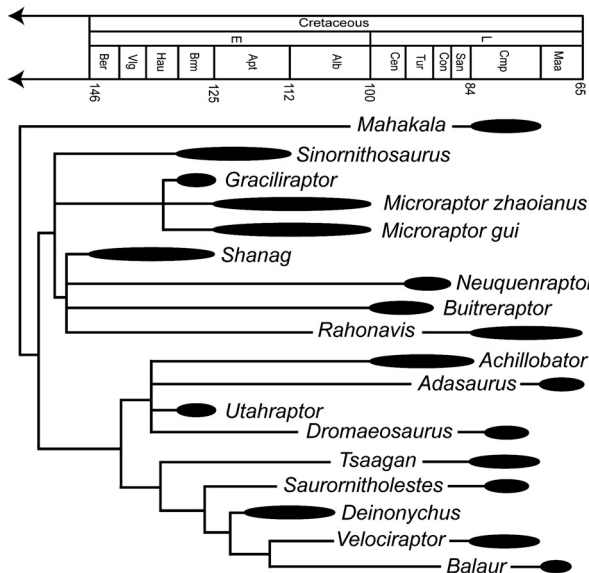 Cretaceous
E L
Ber Vlg Hau Brm Apt Alb Cen Tur Con San Cmp Maa
146 125 112 100 84 65
Mahakala
Sinornithosaurus
Graciliraptor
Microraptor zhaoianus
Microraptor gui
Shanag
Neuquenraptor
Buitreraptor
Rahonavis
Achillobator
Adasaurus
Utahraptor
Dromaeosaurus
Tsaagan
Saurornitholestes
Deinonychus
Velociraptor
Balaur